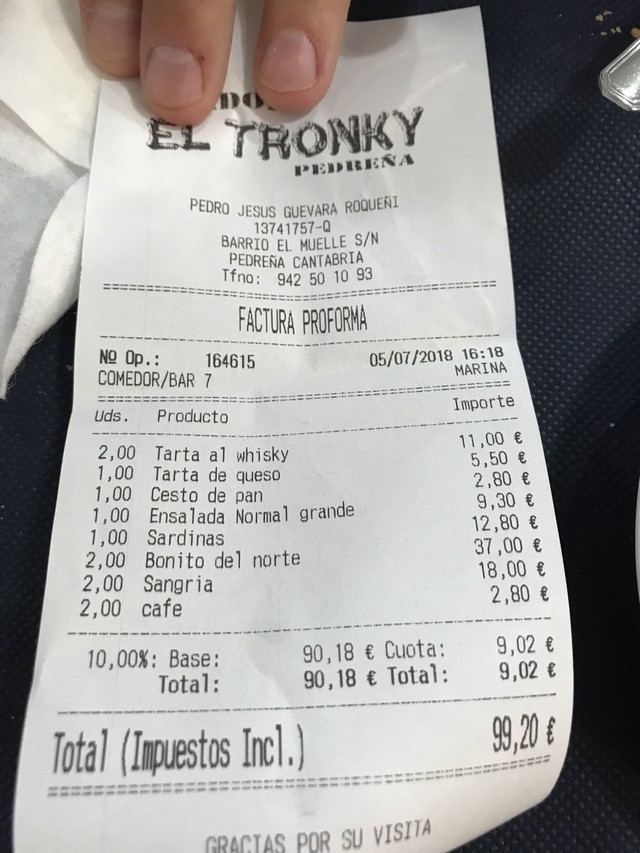 EL TRONKY
PEDREÑA
PEDRO JESUS GUEVARA ROQUEÑI
13741757-Q
BARRIO EL MUELLE S/N
PEDREÑA CANTABRIA
Tfno: 942 50 10 93
FACTURA PROFORMA
Nº Op.: 164615 05/07/2018 16:18
COMEDOR/BAR 7 MARINA
Uds. Producto Importe
2,00 Tarta al whisky 11,00 €
1,00 Tarta de queso 5,50 €
1,00 Cesto de pan 2,80 €
1,00 Ensalada Normal grande 9,30 €
1,00 Sardinas 12,80 €
2,00 Bonito del norte 37,00 €
2,00 Sangria 18,00 €
2,00 cafe 2,80 €
10,00%: Base: 90,18 € Cuota: 9,02 €
Total: 90,18 € Total: 9,02 €
Total (Impuestos Incl.) 99,20 €
GRACIAS POR SU VISITA